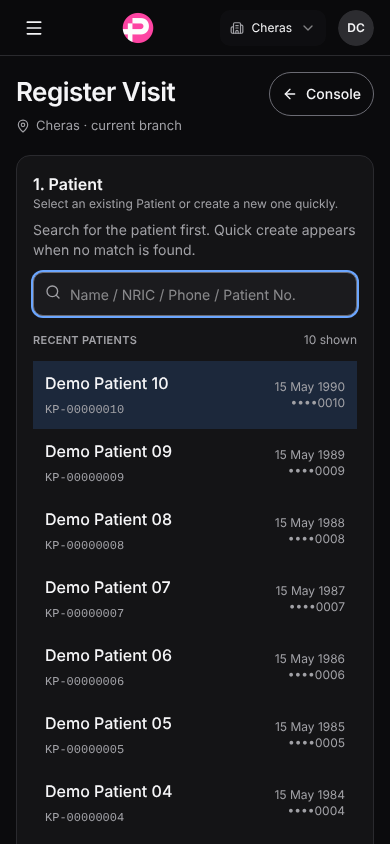 Cheras
DC
Register Visit
Console
Cheras · current branch
1. Patient
Select an existing Patient or create a new one quickly.
Search for the patient first. Quick create appears
when no match is found.
Name / NRIC / Phone / Patient No.
RECENT PATIENTS
10 shown
Demo Patient 10
15 May 1990
KP-00000010
••••0010
Demo Patient 09
15 May 1989
KP-00000009
••••0009
Demo Patient 08
15 May 1988
KP-00000008
••••0008
Demo Patient 07
15 May 1987
KP-00000007
••••0007
Demo Patient 06
15 May 1986
KP-00000006
••••0006
Demo Patient 05
15 May 1985
KP-00000005
••••0005
Demo Patient 04
15 May 1984
KP-00000004
••••0004